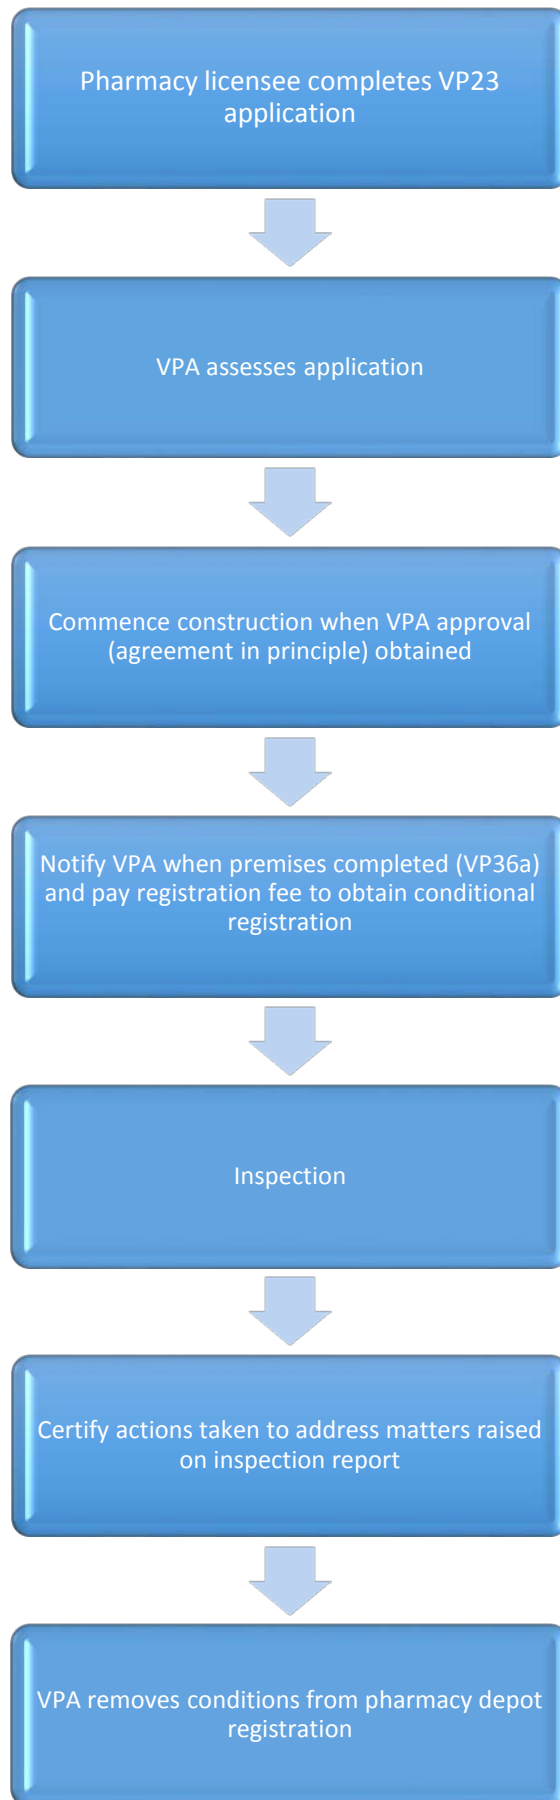 Pharmacy licensee completes VP23
application
VPA assesses application
Commence construction when VPA approval
(agreement in principle) obtained
Notify VPA when premises completed (VP36a)
and pay registration fee to obtain conditional
registration
Inspection
Certify actions taken to address matters raised
on inspection report
VPA removes conditions from pharmacy depot
registration